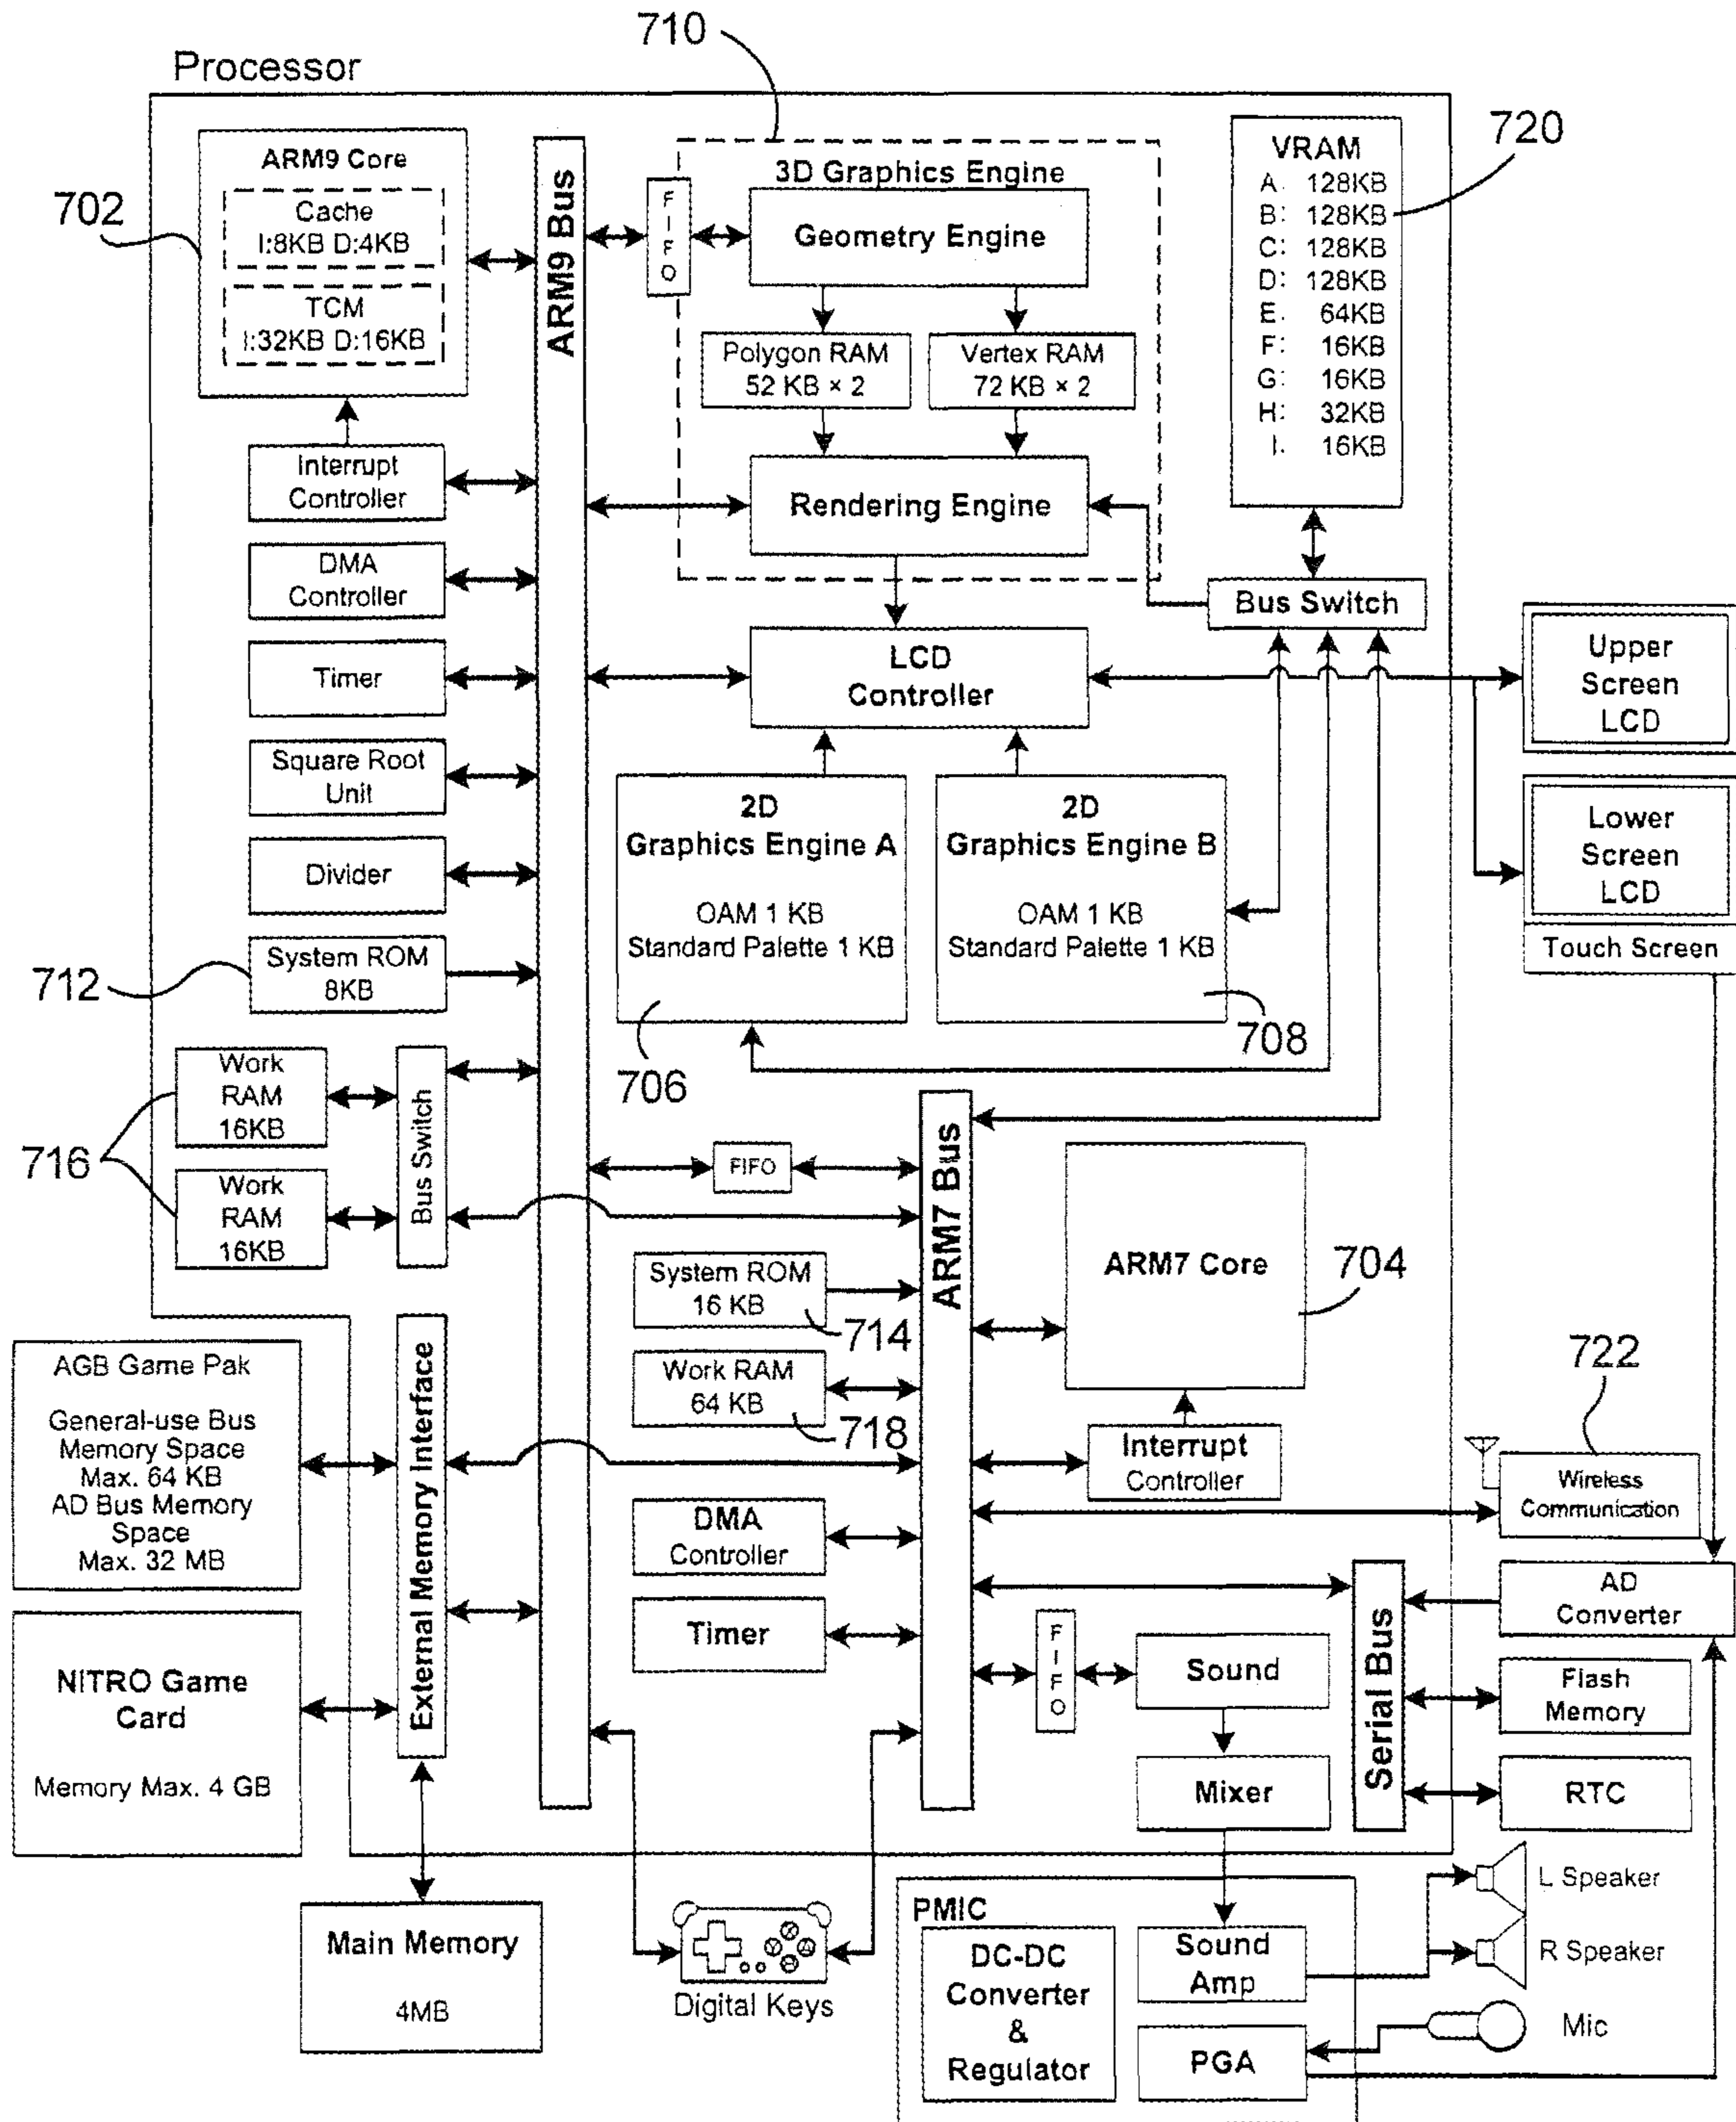 710
Processor
ARM9 Core
Cache
I:8KB D:4KB
TCM
I:32KB D:16KB
702
ARM9 Bus
FIFO
3D Graphics Engine
Geometry Engine
Polygon RAM
52 KB × 2
Vertex RAM
72 KB × 2
Rendering Engine
VRAM
A: 128KB
B: 128KB
C: 128KB
D: 128KB
E: 64KB
F: 16KB
G: 16KB
H: 32KB
I: 16KB
720
Bus Switch
Interrupt
Controller
DMA
Controller
Timer
Square Root
Unit
Divider
System ROM
8KB
712
LCD
Controller
Upper
Screen
LCD
Lower
Screen
LCD
Touch Screen
2D
Graphics Engine A
OAM 1 KB
Standard Palette 1 KB
706
2D
Graphics Engine B
OAM 1 KB
Standard Palette 1 KB
708
Work
RAM
16KB
716
Work
RAM
16KB
Bus Switch
FIFO
ARM7 Bus
ARM7 Core
704
System ROM
16 KB
714
Work RAM
64 KB
718
Interrupt
Controller
722
Wireless
Communication
AGB Game Pak
General-use Bus
Memory Space
Max. 64 KB
AD Bus Memory
Space
Max. 32 MB
External Memory Interface
NITRO Game
Card
Memory Max. 4 GB
DMA
Controller
Timer
FIFO
Sound
Mixer
Serial Bus
AD
Converter
Flash
Memory
RTC
Main Memory
4MB
Digital Keys
PMIC
DC-DC
Converter
&
Regulator
Sound
Amp
PGA
L Speaker
R Speaker
Mic